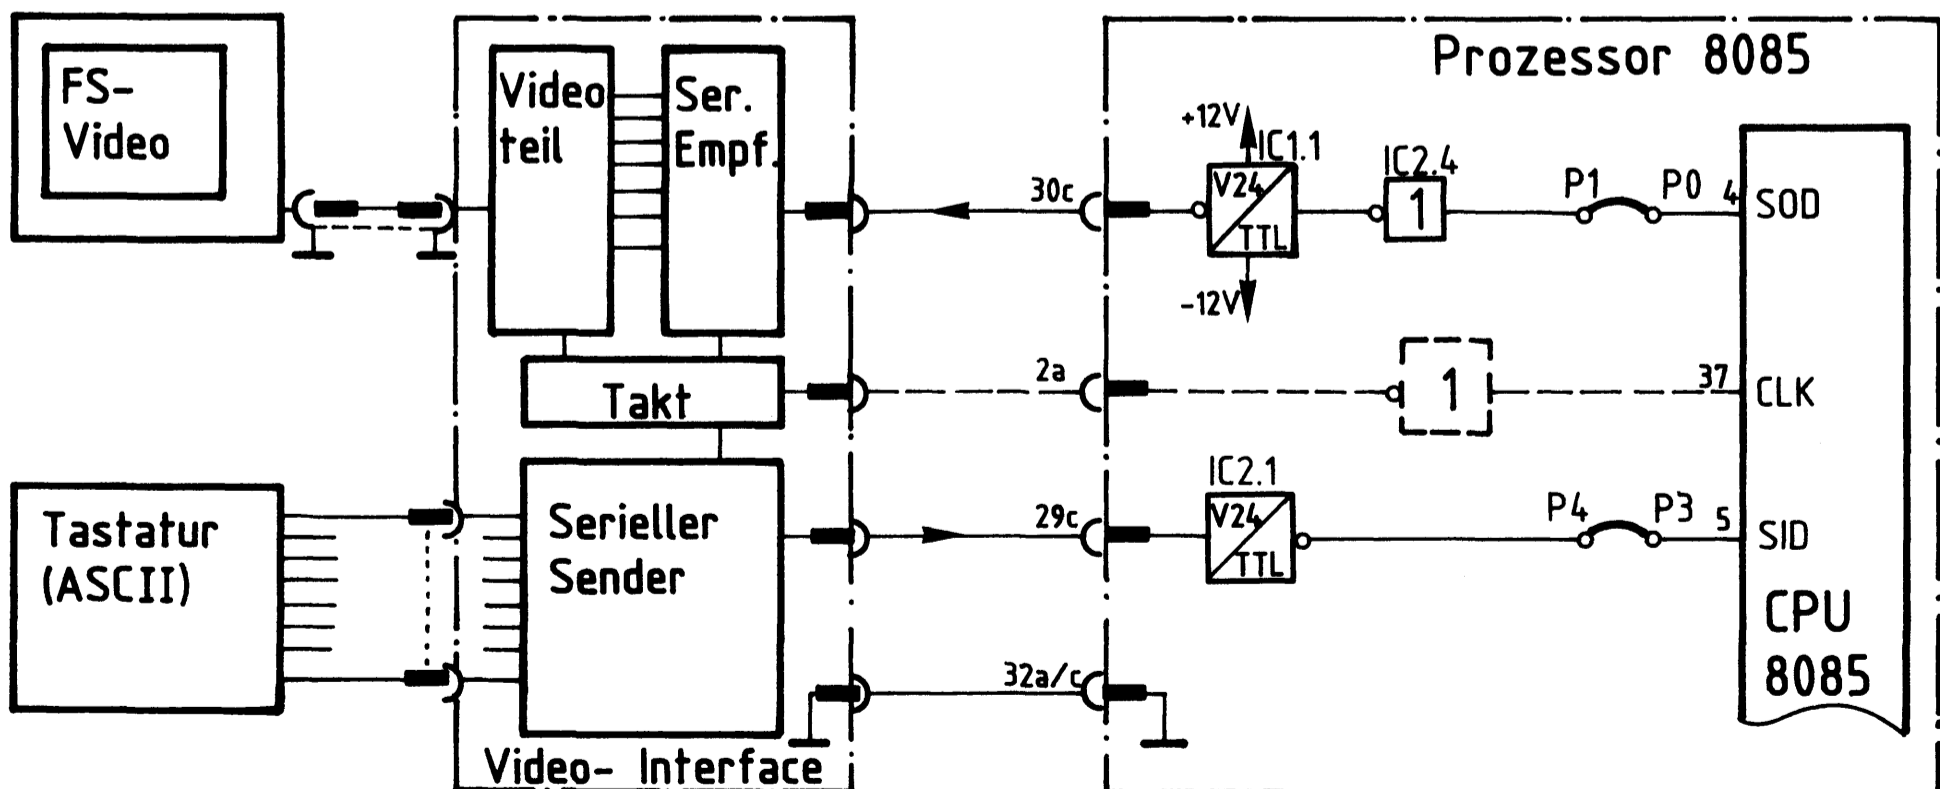 FS-
Video
Video
teil
Ser.
Empf.
Takt
Tastatur
(ASCII)
Serieller
Sender
Video- Interface
30c
2a
29c
32a/c
Prozessor 8085
+12V
IC1.1
V24
TTL
-12V
IC2.4
1
P1
P0
4
SOD
1
37
CLK
IC2.1
V24
TTL
P4
P3
5
SID
CPU
8085